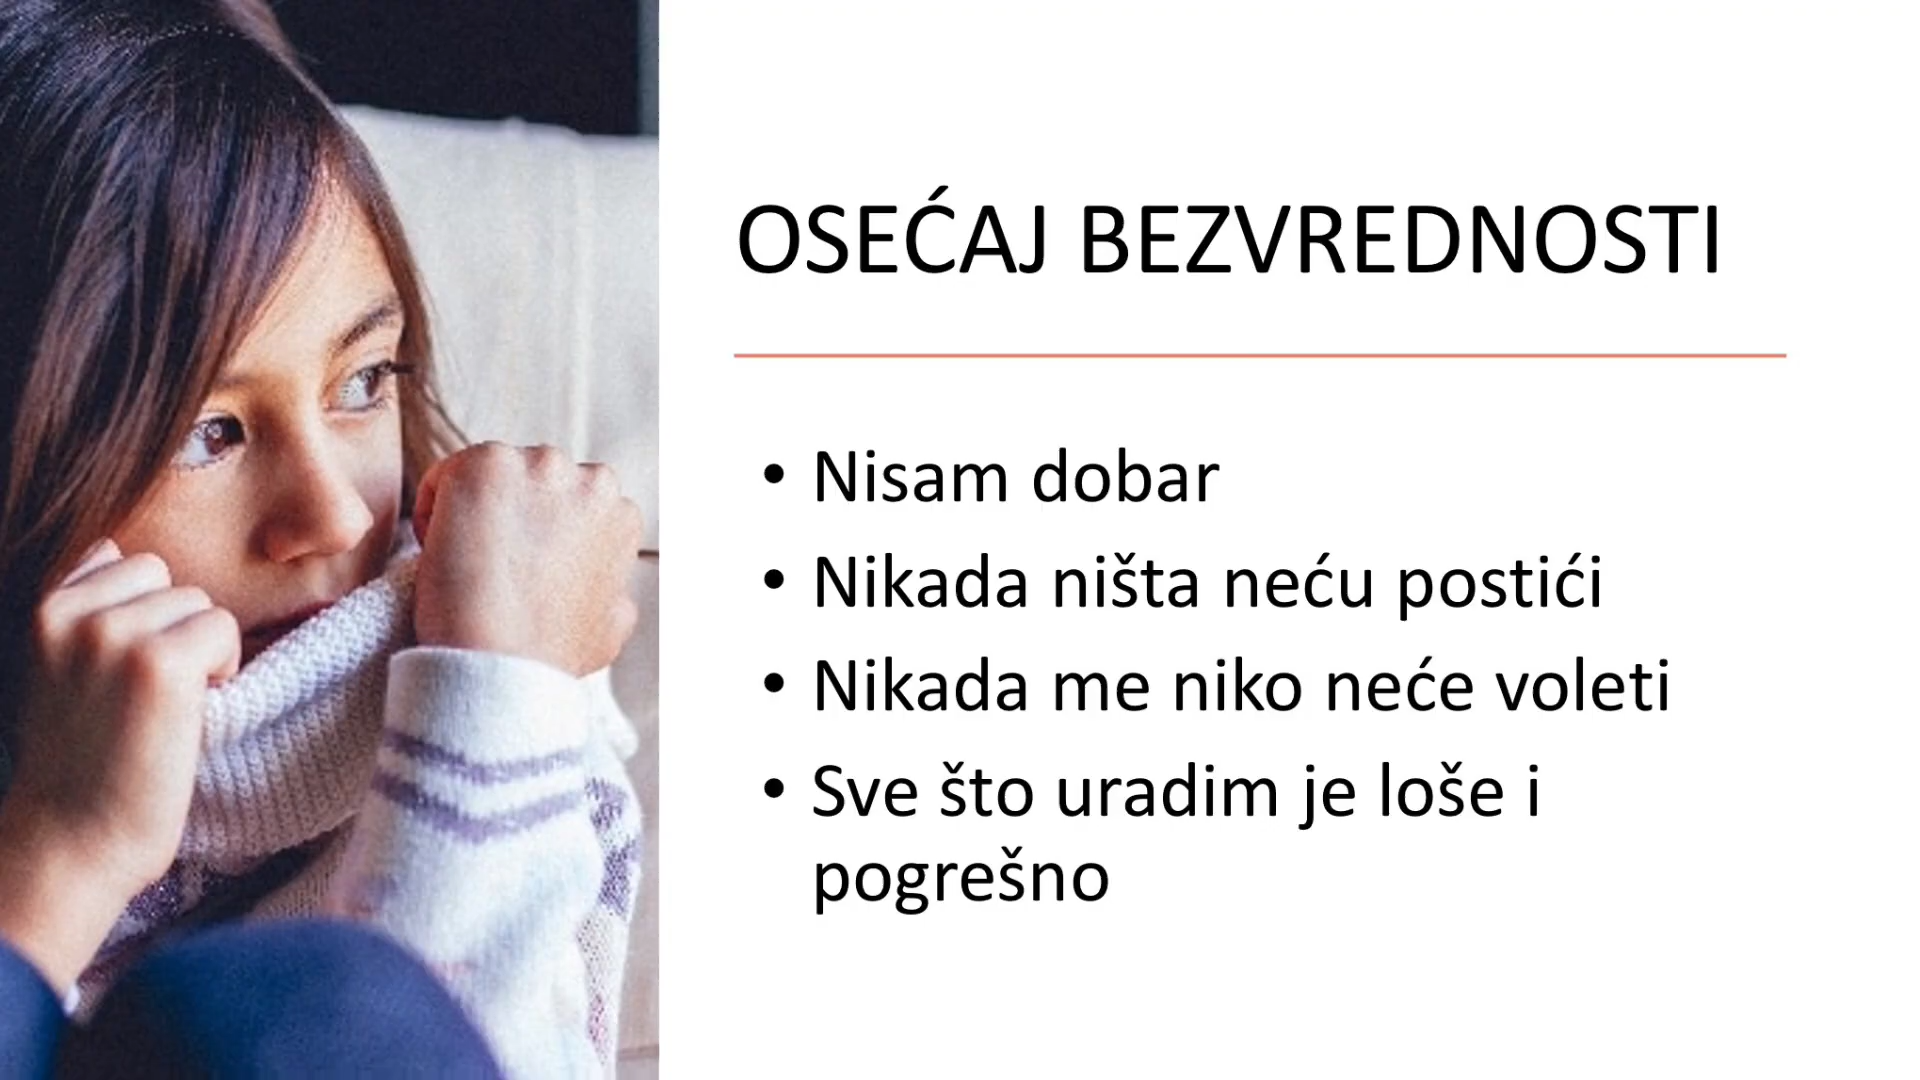 OSEĆAJ BEZVREDNOSTI
• Nisam dobar
• Nikada ništa neću postići
• Nikada me niko neće voleti
• Sve što uradim je loše i
pogrešno